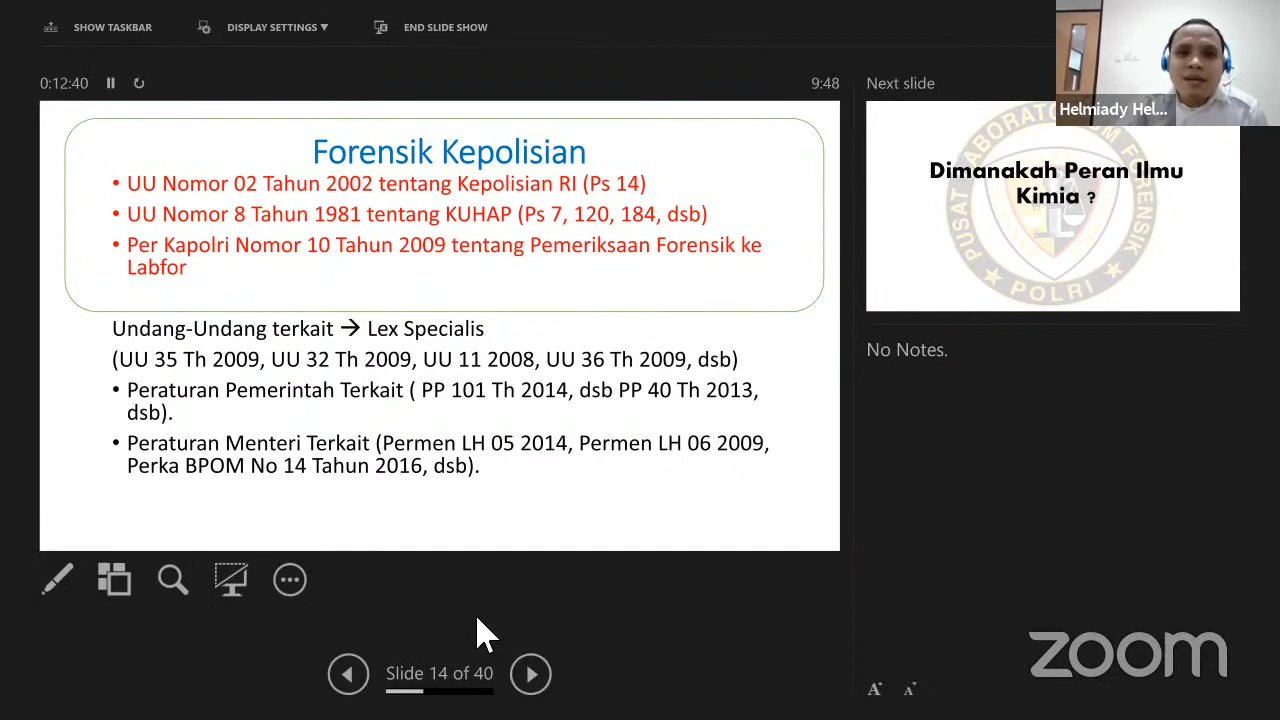 SHOW TASKBAR
DISPLAY SETTINGS ▼
END SLIDE SHOW
0:12:40
9:48
Next slide
Helmiady Hel...
Forensik Kepolisian
• UU Nomor 02 Tahun 2002 tentang Kepolisian RI (Ps 14)
• UU Nomor 8 Tahun 1981 tentang KUHAP (Ps 7, 120, 184, dsb)
• Per Kapolri Nomor 10 Tahun 2009 tentang Pemeriksaan Forensik ke
Labfor
Undang-Undang terkait → Lex Specialis
(UU 35 Th 2009, UU 32 Th 2009, UU 11 2008, UU 36 Th 2009, dsb)
• Peraturan Pemerintah Terkait ( PP 101 Th 2014, dsb PP 40 Th 2013,
dsb).
• Peraturan Menteri Terkait (Permen LH 05 2014, Permen LH 06 2009,
Perka BPOM No 14 Tahun 2016, dsb).
Dimanakah Peran Ilmu
Kimia ?
PUSAT LABORATORIUM FORENSIK
POLRI
No Notes.
Slide 14 of 40
A A
zoom